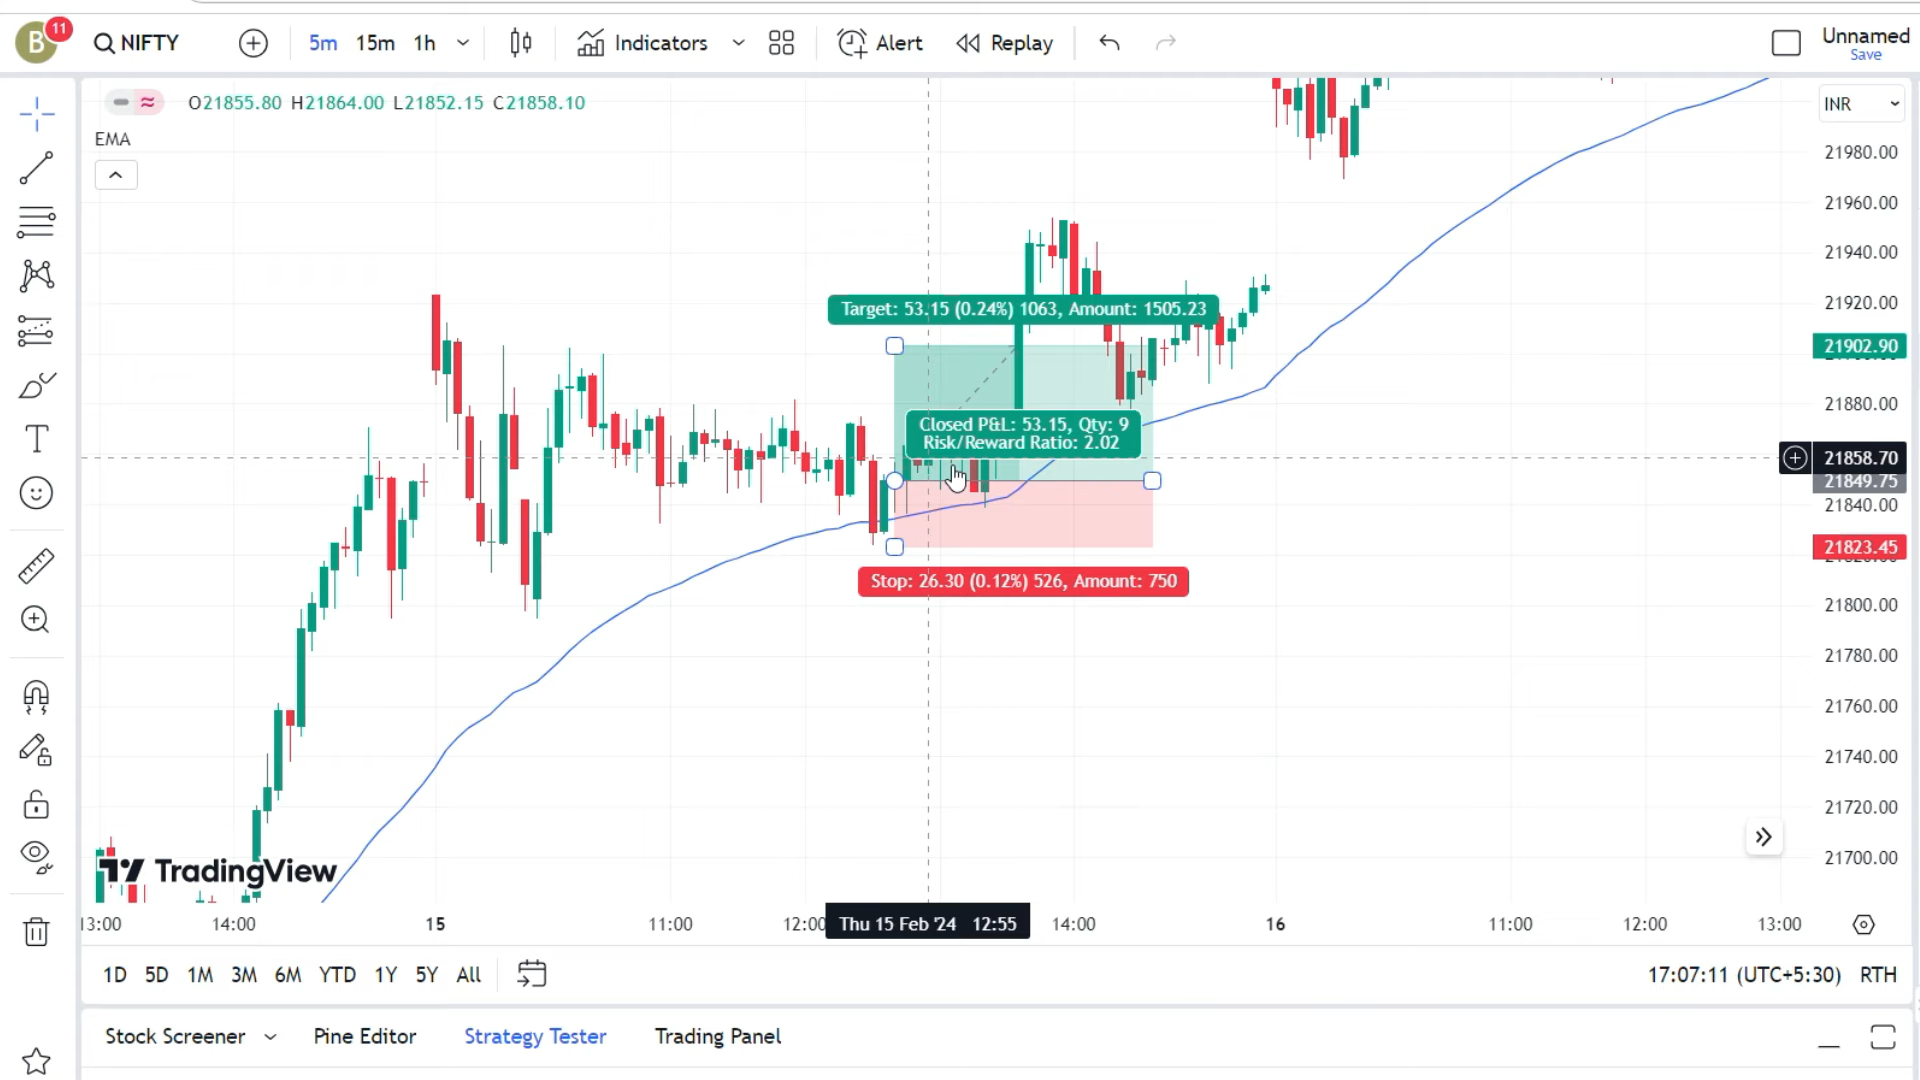 B 11 NIFTY 5m 15m 1h Indicators Alert Replay Unnamed
Save
O21855.80 H21864.00 L21852.15 C21858.10
INR
EMA
21980.00
21960.00
21940.00
21920.00
Target: 53.15 (0.24%) 1063, Amount: 1505.23
21902.90
21880.00
Closed P&L: 53.15, Qty: 9
Risk/Reward Ratio: 2.02
21858.70
21849.75
21840.00
21823.45
Stop: 26.30 (0.12%) 526, Amount: 750
21800.00
21780.00
21760.00
21740.00
21720.00
21700.00
TradingView
13:00 14:00 15 11:00 12:00 Thu 15 Feb '24 12:55 14:00 16 11:00 12:00 13:00
1D 5D 1M 3M 6M YTD 1Y 5Y All 17:07:11 (UTC+5:30) RTH
Stock Screener Pine Editor Strategy Tester Trading Panel